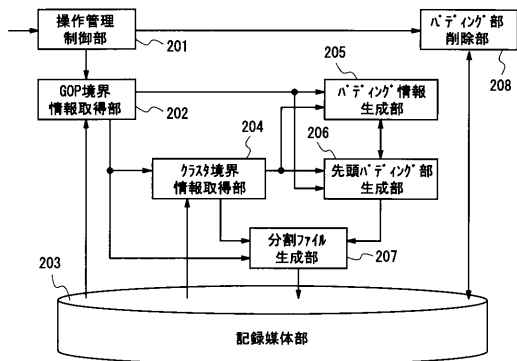 操作管理
制御部
201
パディング部
削除部
208
GOP境界
情報取得部
202
205
パディング情報
生成部
204
クラスタ境界
情報取得部
206
先頭パディング部
生成部
分割ファイル
生成部
207
203
記録媒体部